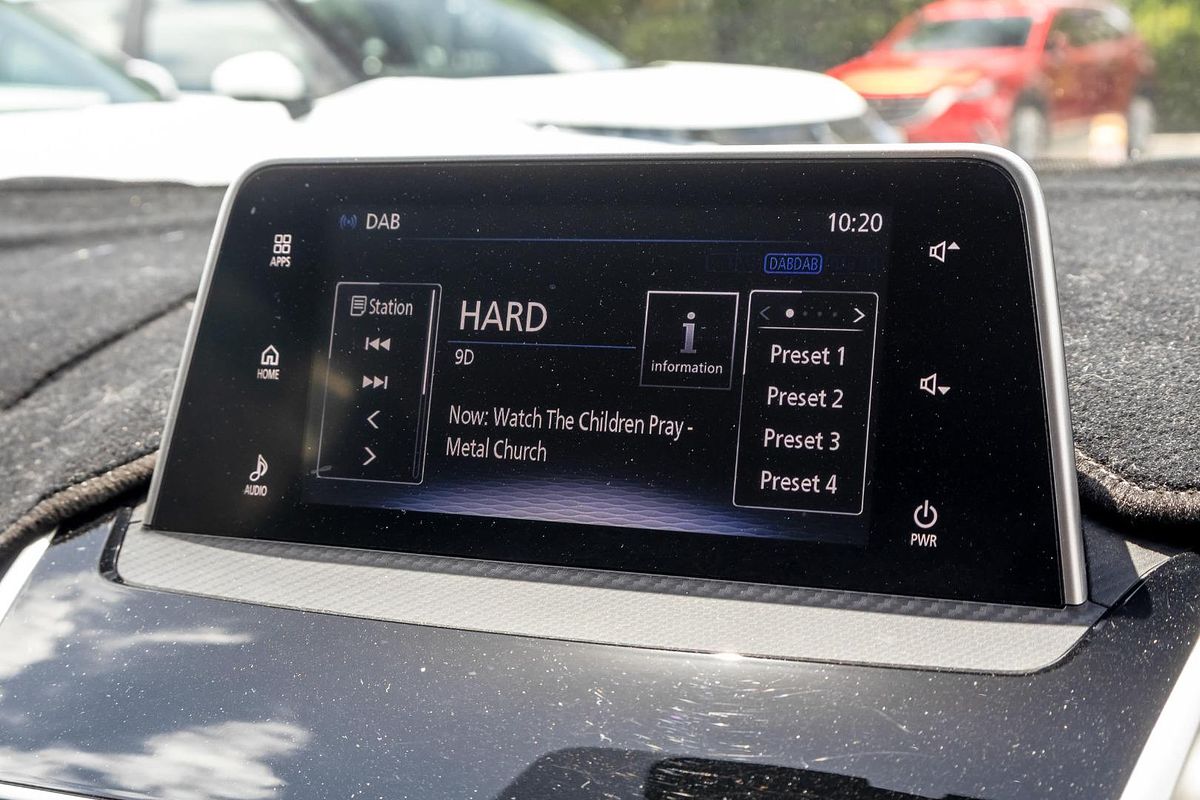 DAB
10:20
DABDAB
APPS
HOME
AUDIO
Station
HARD
9D
Now: Watch The Children Pray -
Metal Church
i
information
Preset 1
Preset 2
Preset 3
Preset 4
PWR